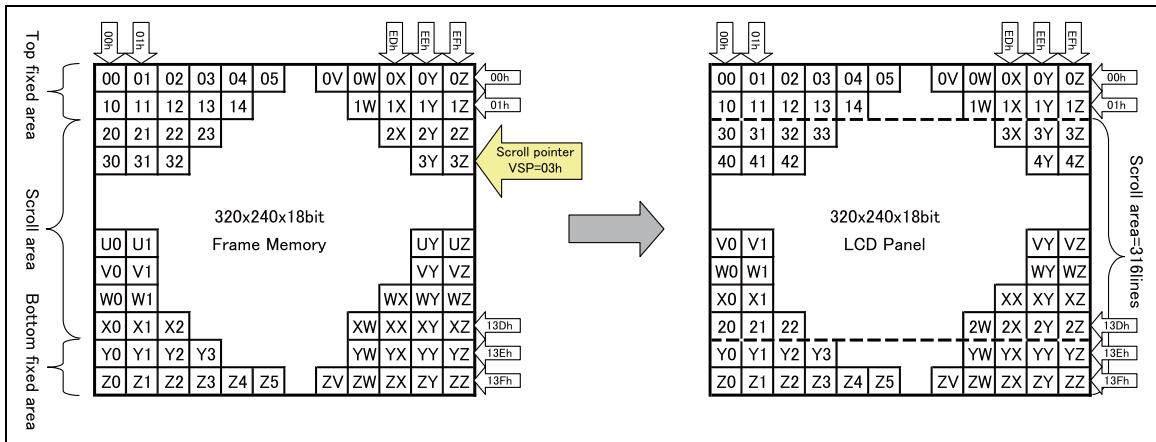 00h 01h EDh EEh EFh
Top fixed area
Scroll area
Bottom fixed area
00 01 02 03 04 05 0V 0W 0X 0Y 0Z 00h
10 11 12 13 14 1W 1X 1Y 1Z 01h
20 21 22 23 2X 2Y 2Z
30 31 32 3Y 3Z
Scroll pointer
VSP=03h
320x240x18bit
Frame Memory
U0 U1 UY UZ
V0 V1 VY VZ
W0 W1 WX WY WZ
X0 X1 X2 XW XX XY XZ 13Dh
Y0 Y1 Y2 Y3 YW YX YY YZ 13Eh
Z0 Z1 Z2 Z3 Z4 Z5 ZV ZW ZX ZY ZZ 13Fh
00h 01h EDh EEh EFh
00 01 02 03 04 05 0V 0W 0X 0Y 0Z 00h
10 11 12 13 14 1W 1X 1Y 1Z 01h
30 31 32 33 3X 3Y 3Z
40 41 42 4Y 4Z
320x240x18bit
LCD Panel
V0 V1 VY VZ
W0 W1 WY WZ
X0 X1 XX XY XZ
20 21 22 2W 2X 2Y 2Z 13Dh
Y0 Y1 Y2 Y3 YW YX YY YZ 13Eh
Z0 Z1 Z2 Z3 Z4 Z5 ZV ZW ZX ZY ZZ 13Fh
Scroll area=316lines